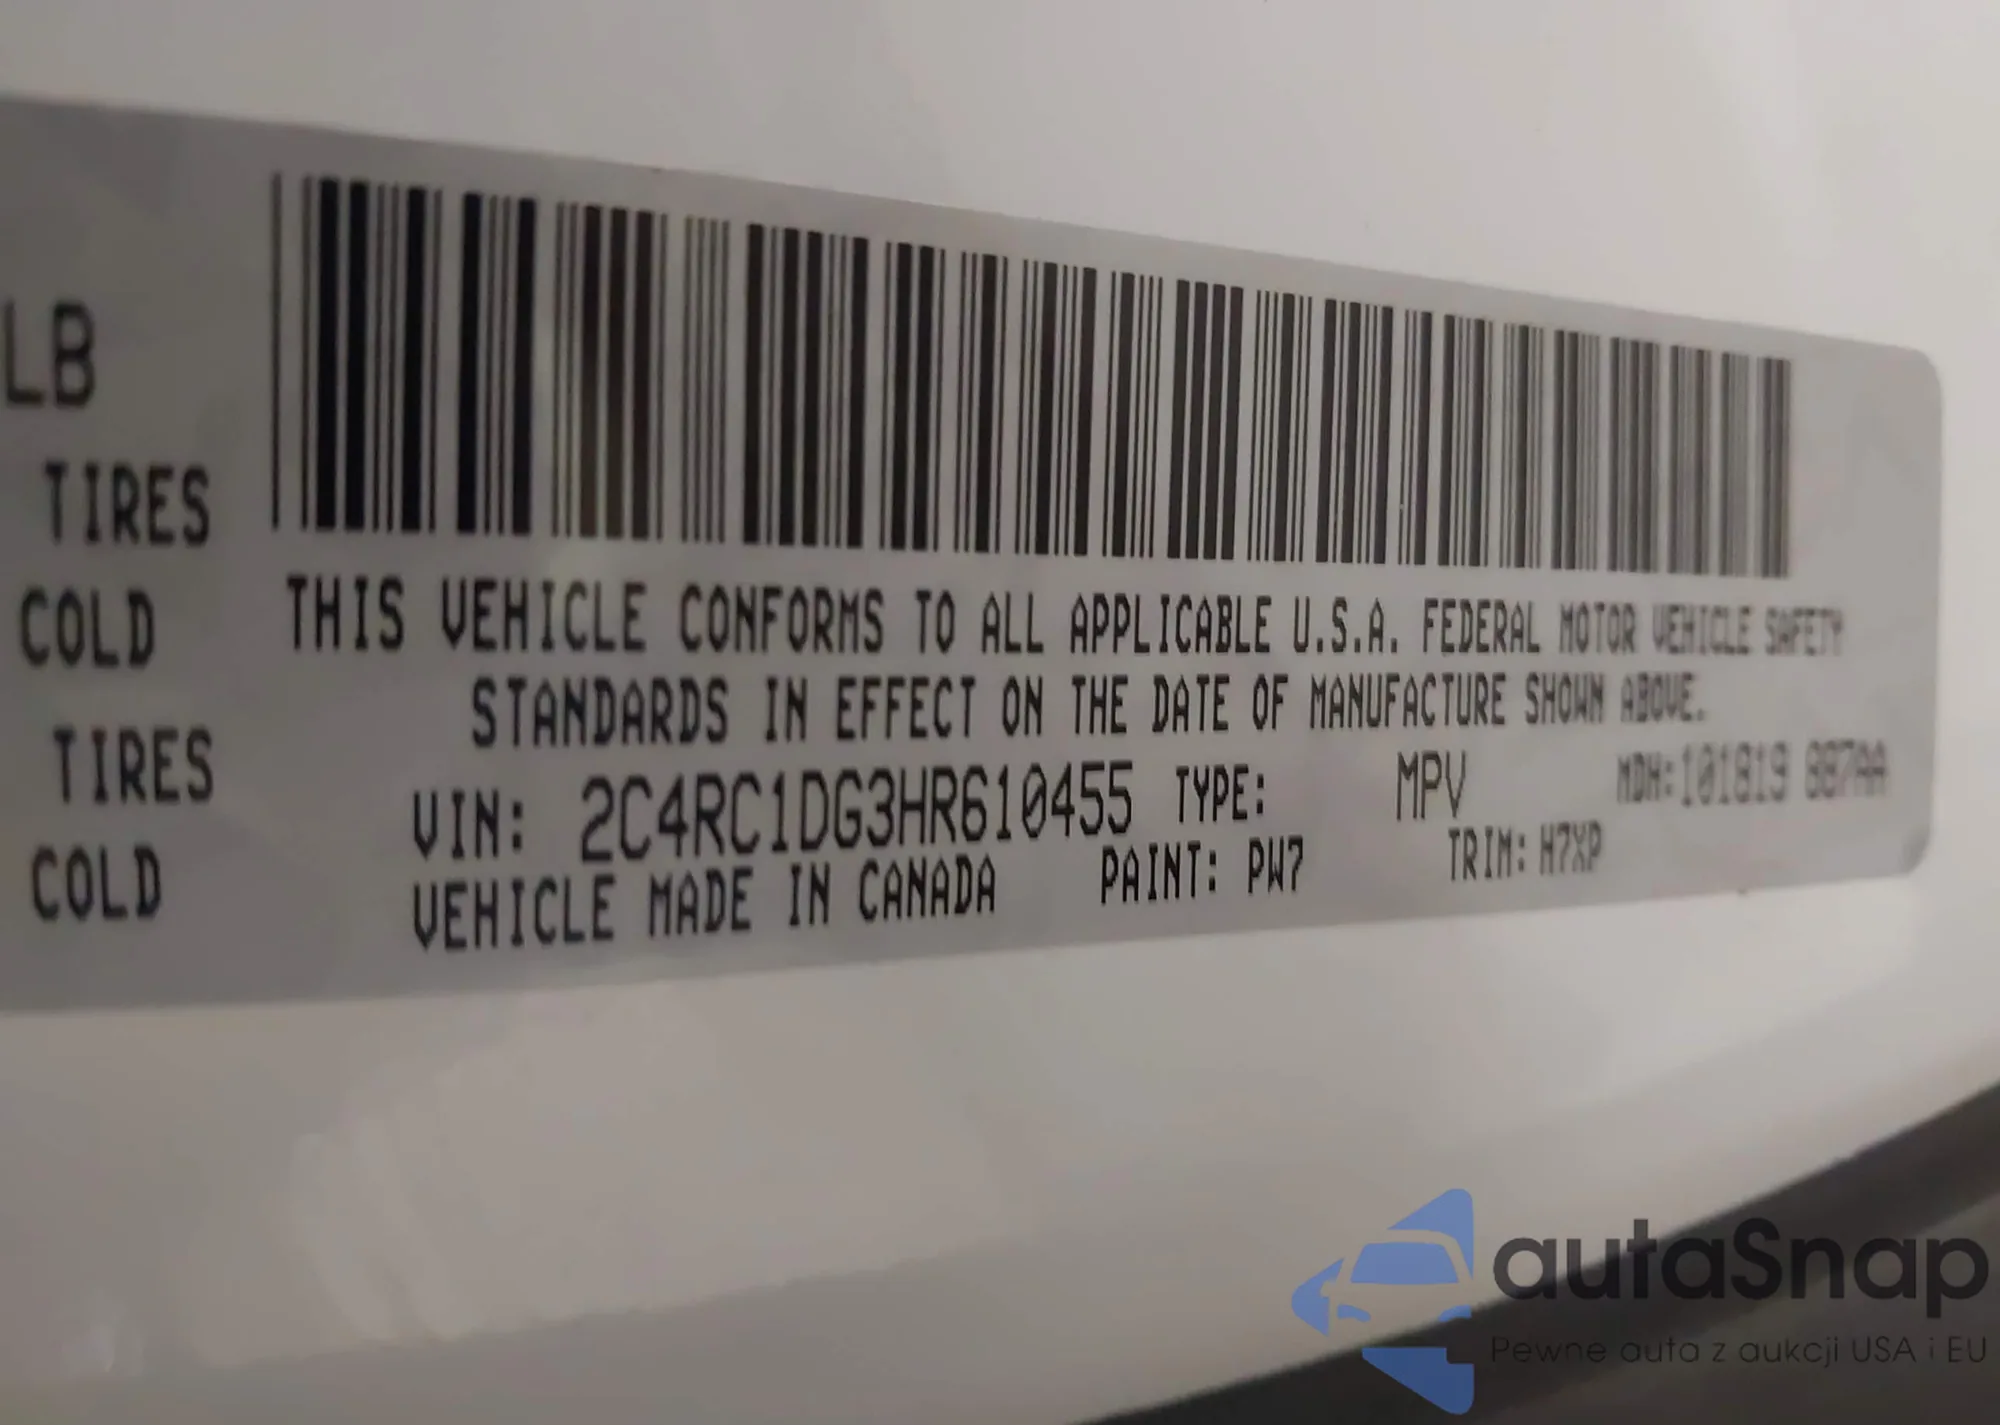 LB
TIRES
COLD
TIRES
COLD
THIS VEHICLE CONFORMS TO ALL APPLICABLE U.S.A. FEDERAL MOTOR VEHICLE SAFETY
STANDARDS IN EFFECT ON THE DATE OF MANUFACTURE SHOWN ABOVE.
VIN: 2C4RC1DG3HR610455 TYPE: MPV MDH:101819
VEHICLE MADE IN CANADA PAINT: PW7 TRIM: H7XP
autaSnap
Pewne auta z aukcji USA i EU